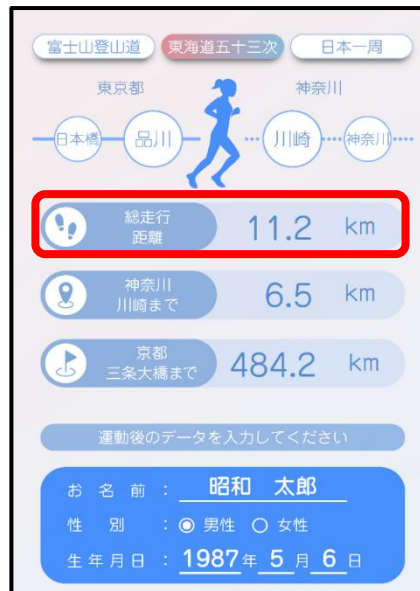 富士山登山道 東海道五十三次 日本一周
東京都 神奈川
日本橋 品川 川崎 神奈川
総走行
距離 11.2 km
神奈川
川崎まで 6.5 km
京都
三条大橋まで 484.2 km
運動後のデータを入力してください
お名前：昭和 太郎
性別：男性 女性
生年月日：1987年 5月 6日